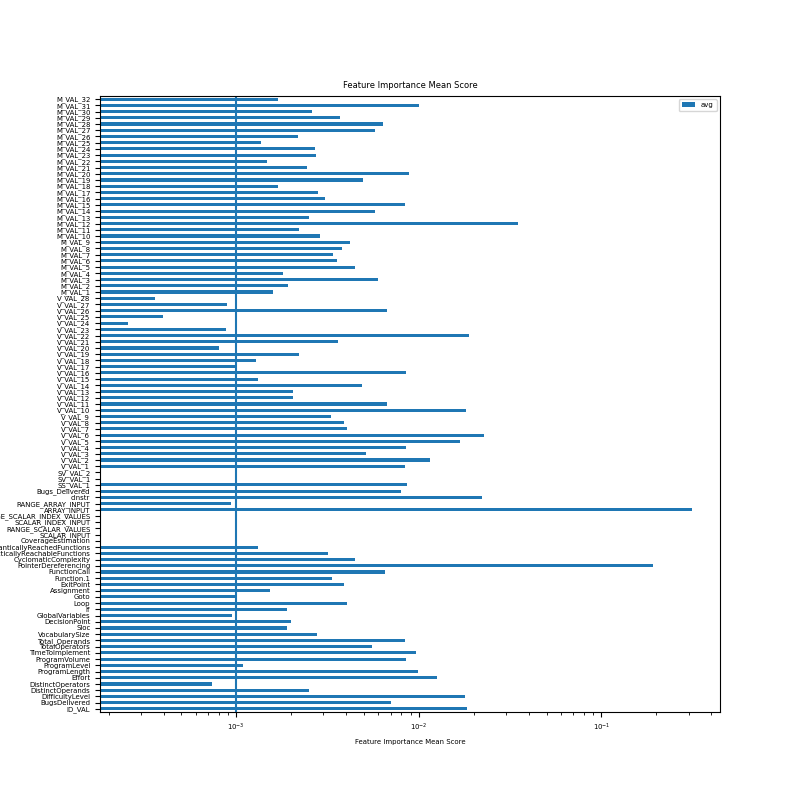 Feature Importance Mean Score
avg
M_VAL_32
M_VAL_31
M_VAL_30
M_VAL_29
M_VAL_28
M_VAL_27
M_VAL_26
M_VAL_25
M_VAL_24
M_VAL_23
M_VAL_22
M_VAL_21
M_VAL_20
M_VAL_19
M_VAL_18
M_VAL_17
M_VAL_16
M_VAL_15
M_VAL_14
M_VAL_13
M_VAL_12
M_VAL_11
M_VAL_10
M_VAL_9
M_VAL_8
M_VAL_7
M_VAL_6
M_VAL_5
M_VAL_4
M_VAL_3
M_VAL_2
M_VAL_1
V_VAL_28
V_VAL_27
V_VAL_26
V_VAL_25
V_VAL_24
V_VAL_23
V_VAL_22
V_VAL_21
V_VAL_20
V_VAL_19
V_VAL_18
V_VAL_17
V_VAL_16
V_VAL_15
V_VAL_14
V_VAL_13
V_VAL_12
V_VAL_11
V_VAL_10
V_VAL_9
V_VAL_8
V_VAL_7
V_VAL_6
V_VAL_5
V_VAL_4
V_VAL_3
V_VAL_2
V_VAL_1
SV_VAL_2
SV_VAL_1
SS_VAL_1
Bugs_Delivered
cInstr
RANGE_ARRAY_INPUT
ARRAY_INPUT
E_SCALAR_INDEX_VALUES
SCALAR_INDEX_INPUT
RANGE_SCALAR_VALUES
SCALAR_INPUT
CoverageEstimation
anticallyReachedFunctions
ticallyReachableFunctions
CyclomaticComplexity
PointerDereferencing
FunctionCall
Function.1
ExitPoint
Assignment
Goto
Loop
If
GlobalVariables
DecisionPoint
Sloc
VocabularySize
Total_Operands
TotalOperators
TimeToImplement
ProgramVolume
ProgramLevel
ProgramLength
Effort
DistinctOperators
DistinctOperands
DifficultyLevel
BugsDelivered
ID_VAL
10⁻³ 10⁻² 10⁻¹
Feature Importance Mean Score